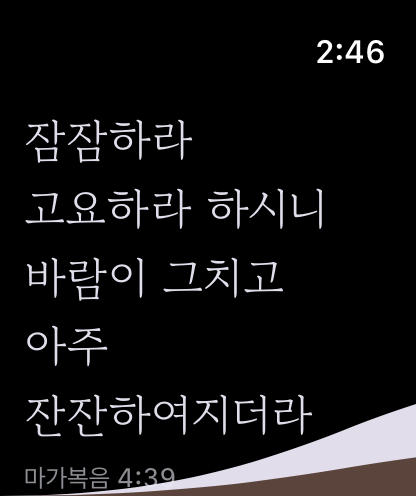 2:46
잠잠하라
고요하라 하시니
바람이 그치고
아주
잔잔하여지더라
마가복음 4:39